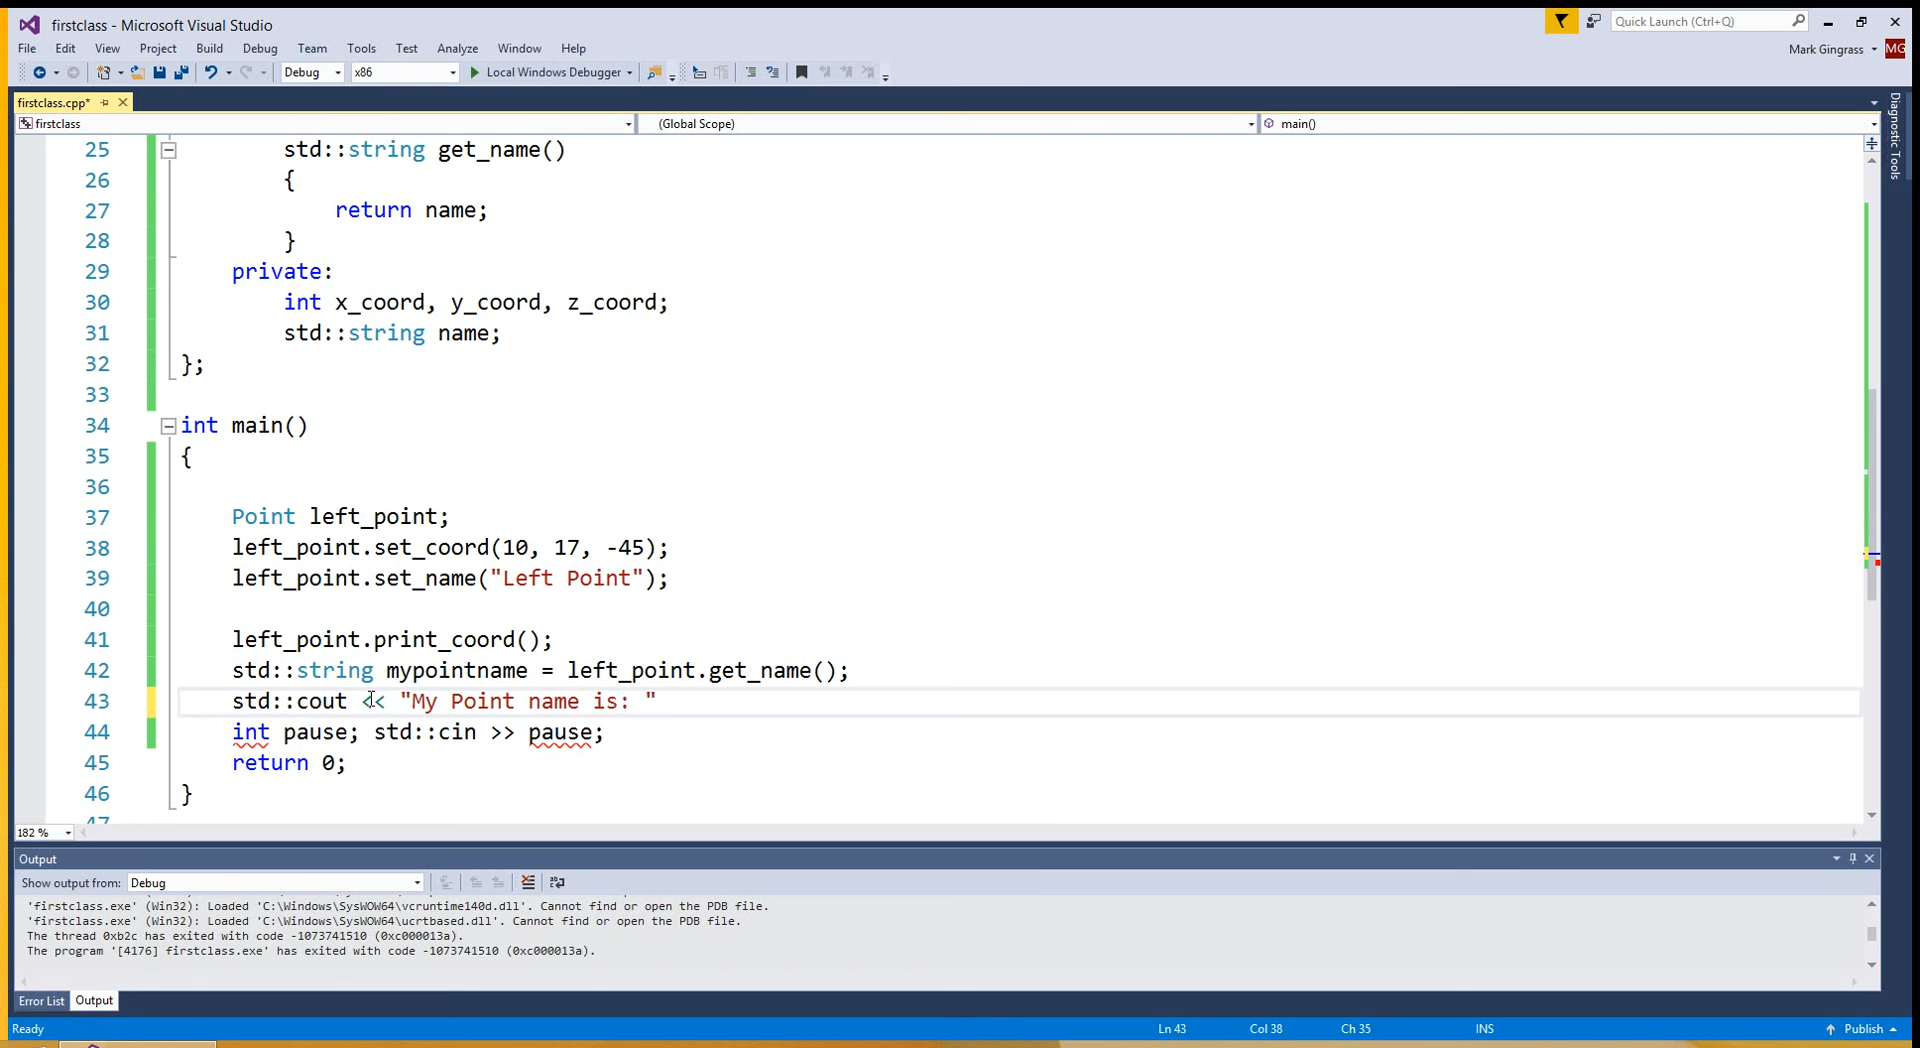 firstclass - Microsoft Visual Studio
Quick Launch (Ctrl+Q)
File Edit View Project Build Debug Team Tools Test Analyze Window Help
Mark Gingrass MG
Debug x86 Local Windows Debugger
firstclass.cpp*
firstclass (Global Scope) main()
Diagnostic Tools
25 std::string get_name()
26 {
27 return name;
28 }
29 private:
30 int x_coord, y_coord, z_coord;
31 std::string name;
32 };
33
34 int main()
35 {
36
37 Point left_point;
38 left_point.set_coord(10, 17, -45);
39 left_point.set_name("Left Point");
40
41 left_point.print_coord();
42 std::string mypointname = left_point.get_name();
43 std::cout << "My Point name is: "
44 int pause; std::cin >> pause;
45 return 0;
46 }
47
182 %
Output
Show output from: Debug
'firstclass.exe' (Win32): Loaded 'C:\Windows\SysWOW64\vcruntime140d.dll'. Cannot find or open the PDB file.
'firstclass.exe' (Win32): Loaded 'C:\Windows\SysWOW64\ucrtbased.dll'. Cannot find or open the PDB file.
The thread 0xb2c has exited with code -1073741510 (0xc000013a).
The program '[4176] firstclass.exe' has exited with code -1073741510 (0xc000013a).
Error List Output
Ready Ln 43 Col 38 Ch 35 INS Publish